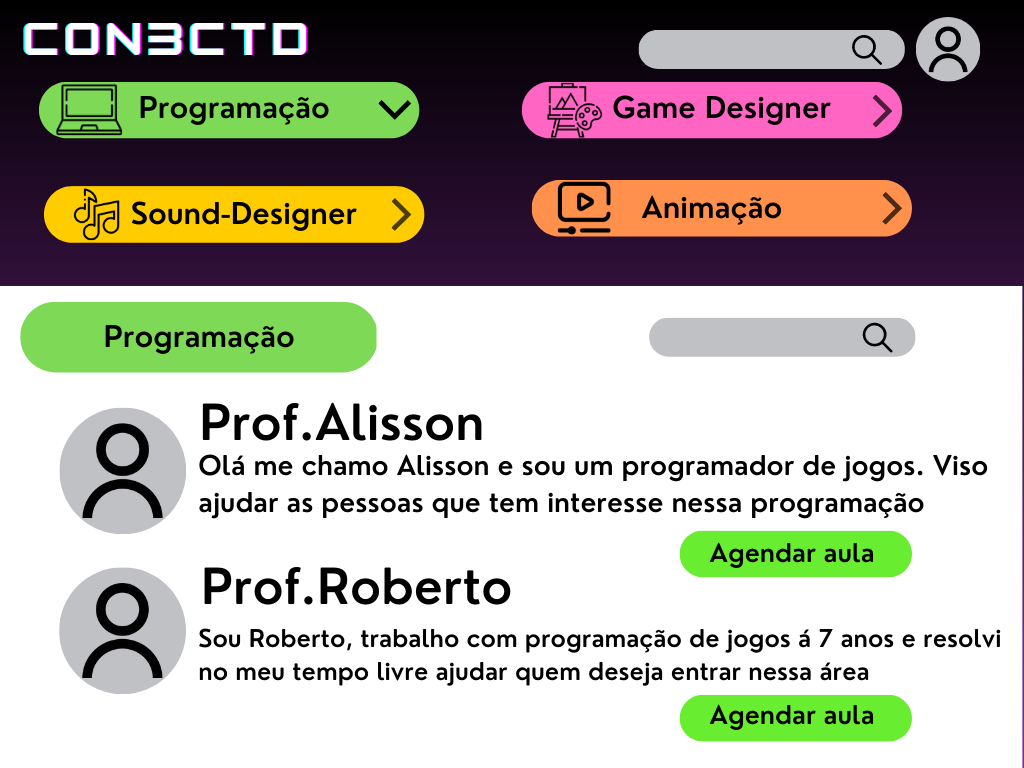 CON3CTD
Programação
Game Designer
Sound-Designer
Animação
Programação
Prof.Alisson
Olá me chamo Alisson e sou um programador de jogos. Viso
ajudar as pessoas que tem interesse nessa programação
Agendar aula
Prof.Roberto
Sou Roberto, trabalho com programação de jogos á 7 anos e resolvi
no meu tempo livre ajudar quem deseja entrar nessa área
Agendar aula